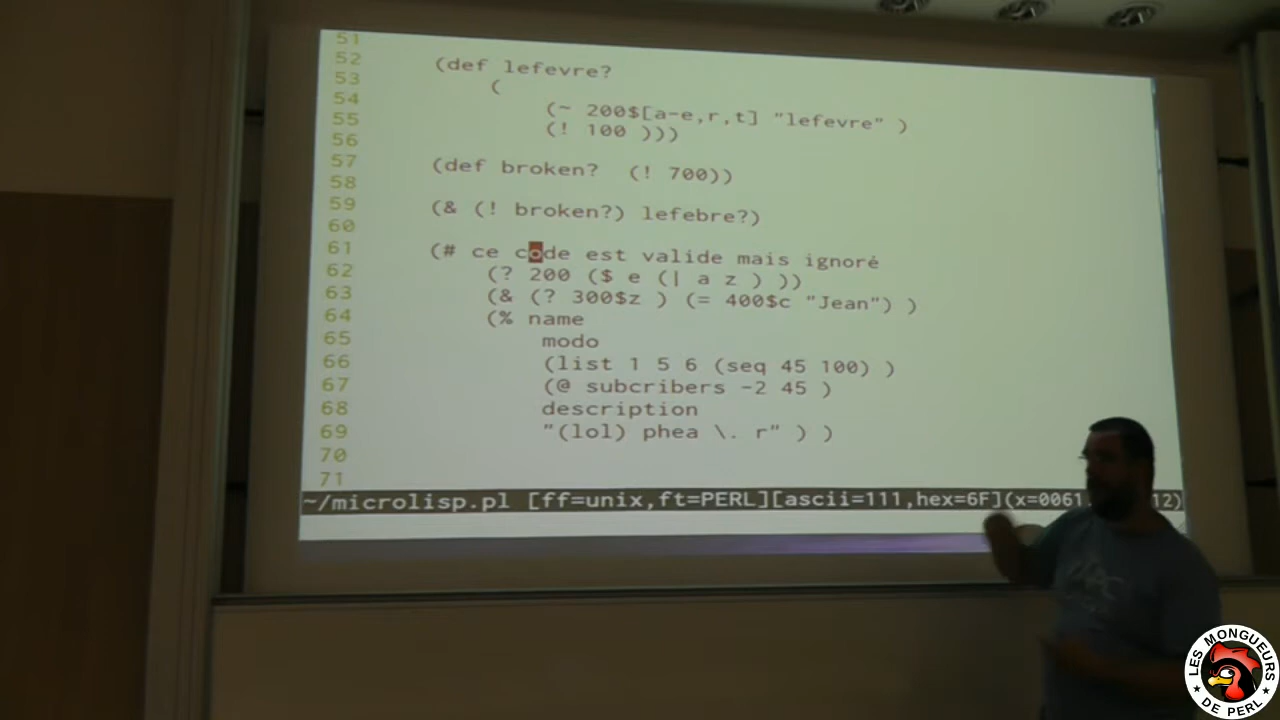 51
52 (def lefevre?
53 (
54 (~ 200$[a-e,r,t] "lefevre" )
55 (! 100 )))
56
57 (def broken? (! 700))
58
59 (& (! broken?) lefebre?)
60
61 (# ce code est valide mais ignoré
62 (? 200 ($ e (| a z ) ))
63 (& (? 300$z ) (= 400$c "Jean") )
64 (% name
65 modo
66 (list 1 5 6 (seq 45 100) )
67 (@ subcribers -2 45 )
68 description
69 "(lol) phea \. r" ) )
70
71
~/microlisp.pl [ff=unix,ft=PERL][ascii=111,hex=6F](x=0061, 12)
LES MONGUEURS
DE PERL